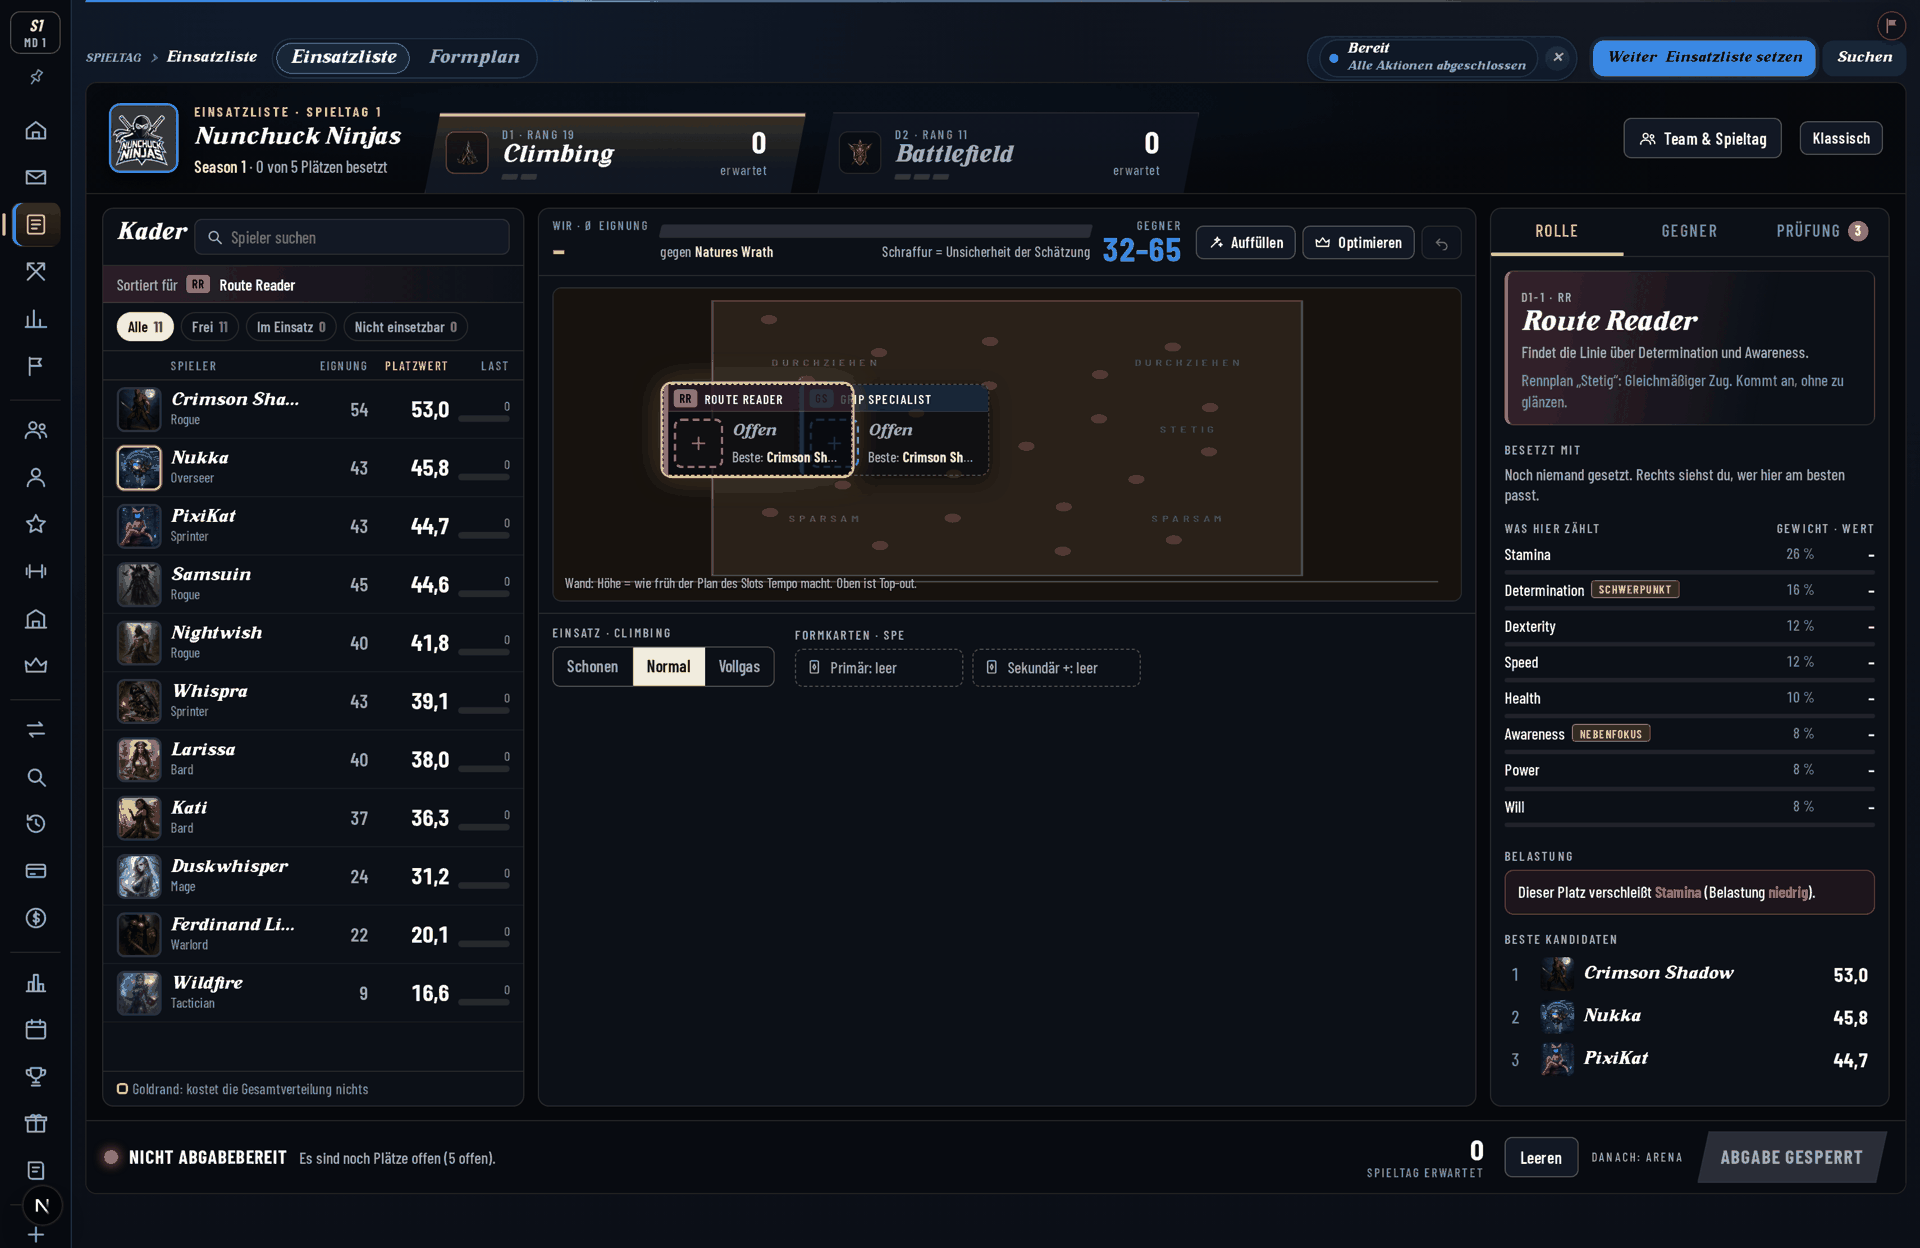 S1
MD 1
SPIELTAG > Einsatzliste
Einsatzliste
Formplan
Bereit
Alle Aktionen abgeschlossen
Weiter Einsatzliste setzen
Suchen
NUNCHUCK
NINJAS
EINSATZLISTE · SPIELTAG 1
Nunchuck Ninjas
Season 1 · 0 von 5 Plätzen besetzt
D1 · RANG 19
Climbing
0
erwartet
D2 · RANG 11
Battlefield
0
erwartet
Team & Spieltag
Klassisch
Kader
Spieler suchen
Sortiert für RR Route Reader
Alle 11
Frei 11
Im Einsatz 0
Nicht einsetzbar 0
SPIELER EIGNUNG PLATZWERT LAST
Crimson Sha... 54 53,0 0
Rogue
Nukka 43 45,8 0
Overseer
PixiKat 43 44,7 0
Sprinter
Samsuin 45 44,6 0
Rogue
Nightwish 40 41,8 0
Rogue
Whispra 43 39,1 0
Sprinter
Larissa 40 38,0 0
Bard
Kati 37 36,3 0
Bard
Duskwhisper 24 31,2 0
Mage
Ferdinand Li... 22 20,1 0
Warlord
Wildfire 9 16,6 0
Tactician
Goldrand: kostet die Gesamtverteilung nichts
WIR · Ø EIGNUNG
–
gegen Natures Wrath
Schraffur = Unsicherheit der Schätzung
GEGNER
32–65
Auffüllen
Optimieren
DURCHZIEHEN
DURCHZIEHEN
RR ROUTE READER
Offen
Beste: Crimson Sh...
GS GRIP SPECIALIST
Offen
Beste: Crimson Sh...
STETIG
SPARSAM
SPARSAM
Wand: Höhe = wie früh der Plan des Slots Tempo macht. Oben ist Top-out.
EINSATZ · CLIMBING
Schonen
Normal
Vollgas
FORMKARTEN · SPE
Primär: leer
Sekundär +: leer
ROLLE
GEGNER
PRÜFUNG 3
D1-1 · RR
Route Reader
Findet die Linie über Determination und Awareness.
Rennplan „Stetig“: Gleichmäßiger Zug. Kommt an, ohne zu
glänzen.
BESETZT MIT
Noch niemand gesetzt. Rechts siehst du, wer hier am besten
passt.
WAS HIER ZÄHLT GEWICHT · WERT
Stamina 26 % –
Determination SCHWERPUNKT 16 % –
Dexterity 12 % –
Speed 12 % –
Health 10 % –
Awareness NEBENFOKUS 8 % –
Power 8 % –
Will 8 % –
BELASTUNG
Dieser Platz verschleißt Stamina (Belastung niedrig).
BESTE KANDIDATEN
1 Crimson Shadow 53,0
2 Nukka 45,8
3 PixiKat 44,7
NICHT ABGABEBEREIT Es sind noch Plätze offen (5 offen).
0
SPIELTAG ERWARTET
Leeren
DANACH: ARENA
ABGABE GESPERRT
N